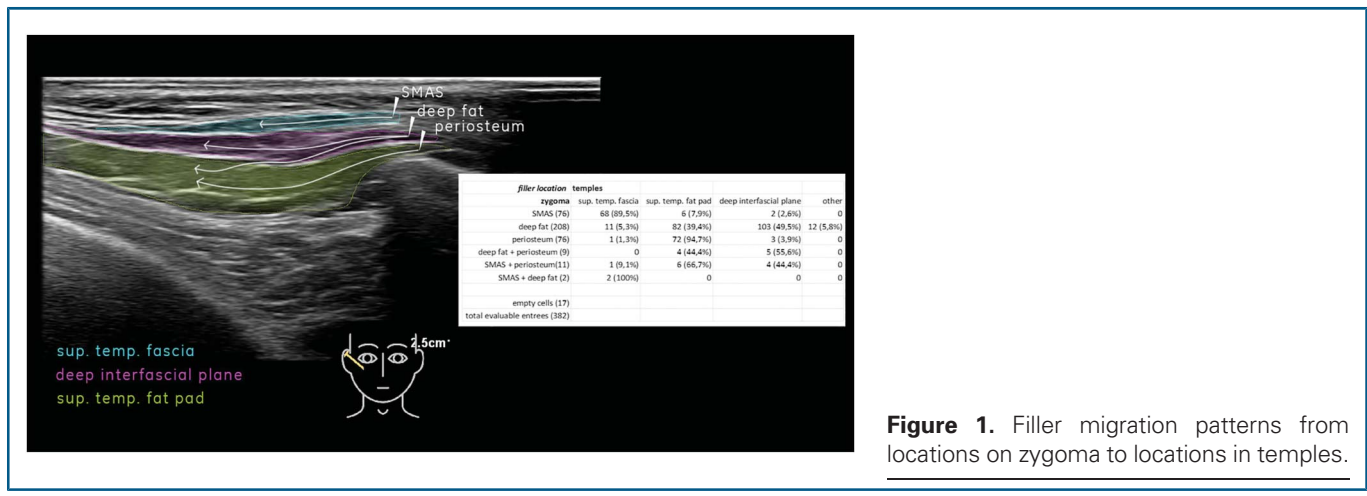 SMAS
deep fat
periosteum
filler location temples
zygoma sup. temp. fascia sup. temp. fat pad deep interfascial plane other
SMAS (76) 68 (89,5%) 6 (7,9%) 2 (2,6%) 0
deep fat (208) 11 (5,3%) 82 (39,4%) 103 (49,5%) 12 (5,8%)
periosteum (76) 1 (1,3%) 72 (94,7%) 3 (3,9%) 0
deep fat + periosteum (9) 0 4 (44,4%) 5 (55,6%) 0
SMAS + periosteum(11) 1 (9,1%) 6 (66,7%) 4 (44,4%) 0
SMAS + deep fat (2) 2 (100%) 0 0 0
empty cells (17)
total evaluable entrees (382)
2.5cm
sup. temp. fascia
deep interfascial plane
sup. temp. fat pad
Figure 1. Filler migration patterns from
locations on zygoma to locations in temples.